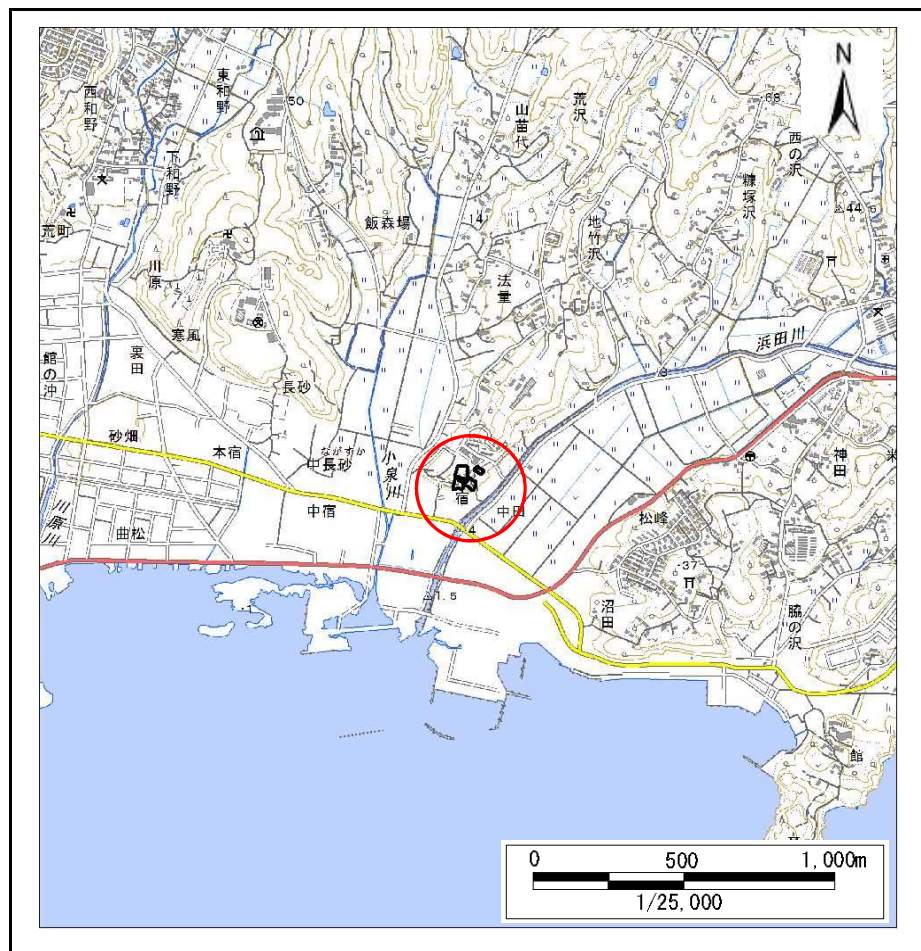 N
東和野
西和野
下和野
50
山苗代
荒沢
68
西の沢
糠塚沢
50
44
荒町
川原
飯森場
14
地竹沢
法量
寒風
50
館の沖
裏田
長砂
浜田川
3
砂畑
本宿
ながすか
中長砂
小泉川
宿
中田
神田
米
川原川
曲松
中宿
4
松峰
37
1.5
沼田
脇の沢
館
0 500 1,000m
1/25,000